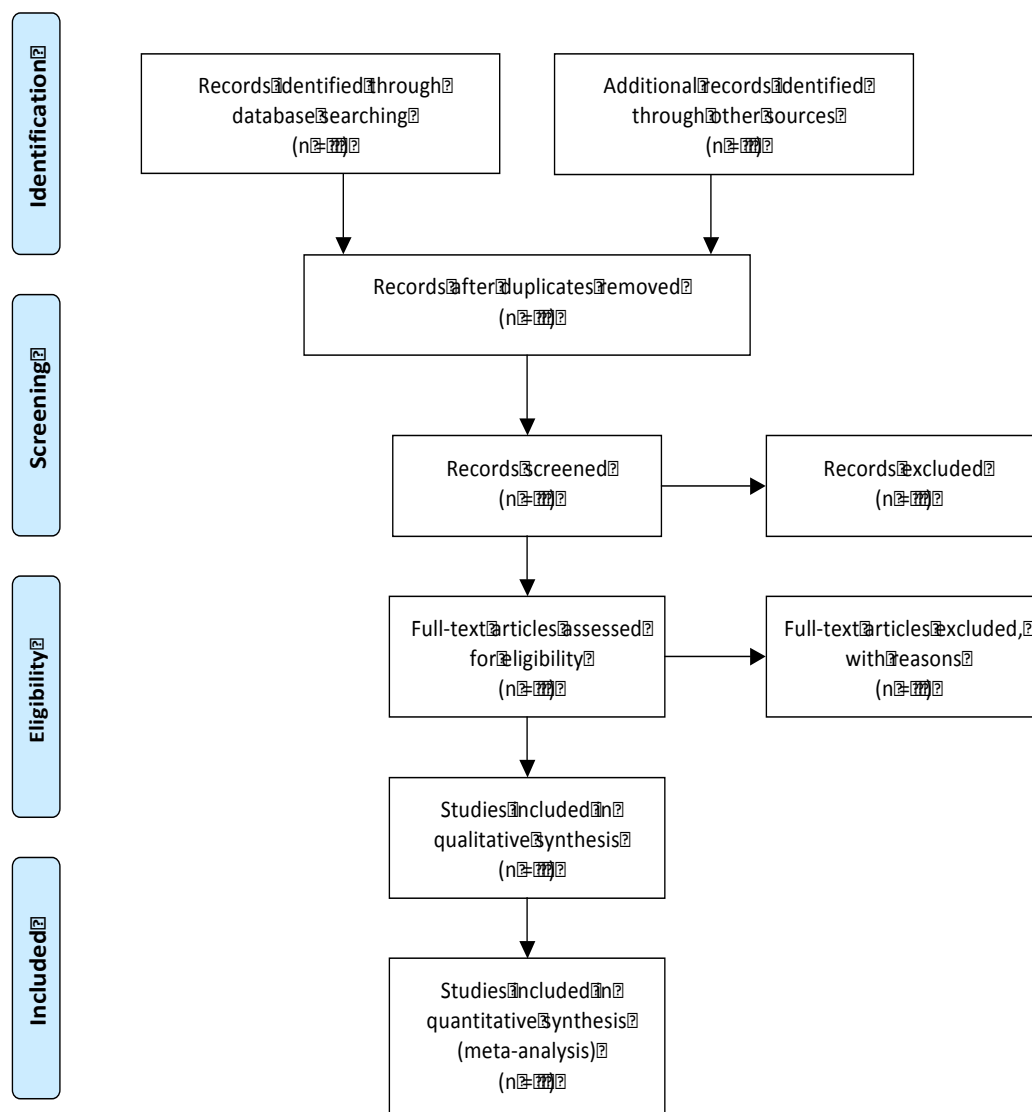 Identification
Records identified through
database searching
(n = )
Additional records identified
through other sources
(n = )
Records after duplicates removed
(n = )
Screening
Records screened
(n = )
Records excluded
(n = )
Eligibility
Full-text articles assessed
for eligibility
(n = )
Full-text articles excluded,
with reasons
(n = )
Studies included in
qualitative synthesis
(n = )
Included
Studies included in
quantitative synthesis
(meta-analysis)
(n = )